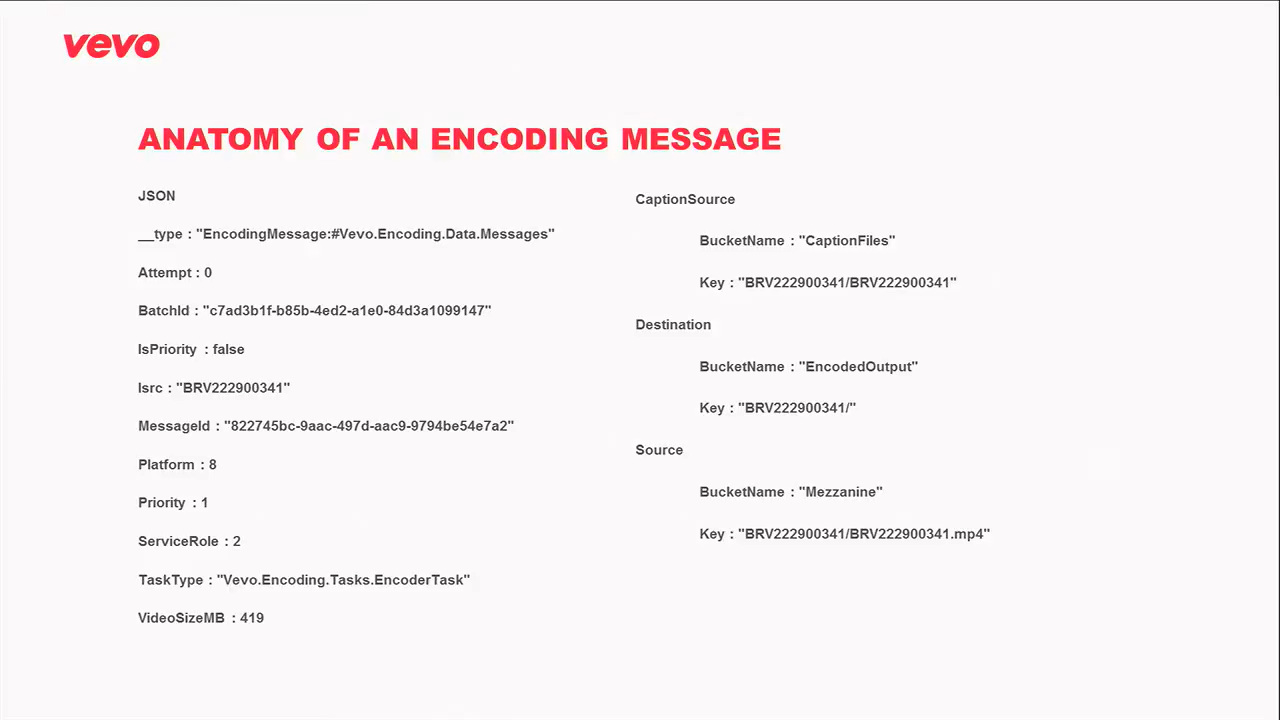 vevo
ANATOMY OF AN ENCODING MESSAGE
JSON
__type : "EncodingMessage:#Vevo.Encoding.Data.Messages"
Attempt : 0
BatchId : "c7ad3b1f-b85b-4ed2-a1e0-84d3a1099147"
IsPriority : false
Isrc : "BRV222900341"
MessageId : "822745bc-9aac-497d-aac9-9794be54e7a2"
Platform : 8
Priority : 1
ServiceRole : 2
TaskType : "Vevo.Encoding.Tasks.EncoderTask"
VideoSizeMB : 419
CaptionSource
BucketName : "CaptionFiles"
Key : "BRV222900341/BRV222900341"
Destination
BucketName : "EncodedOutput"
Key : "BRV222900341/"
Source
BucketName : "Mezzanine"
Key : "BRV222900341/BRV222900341.mp4"